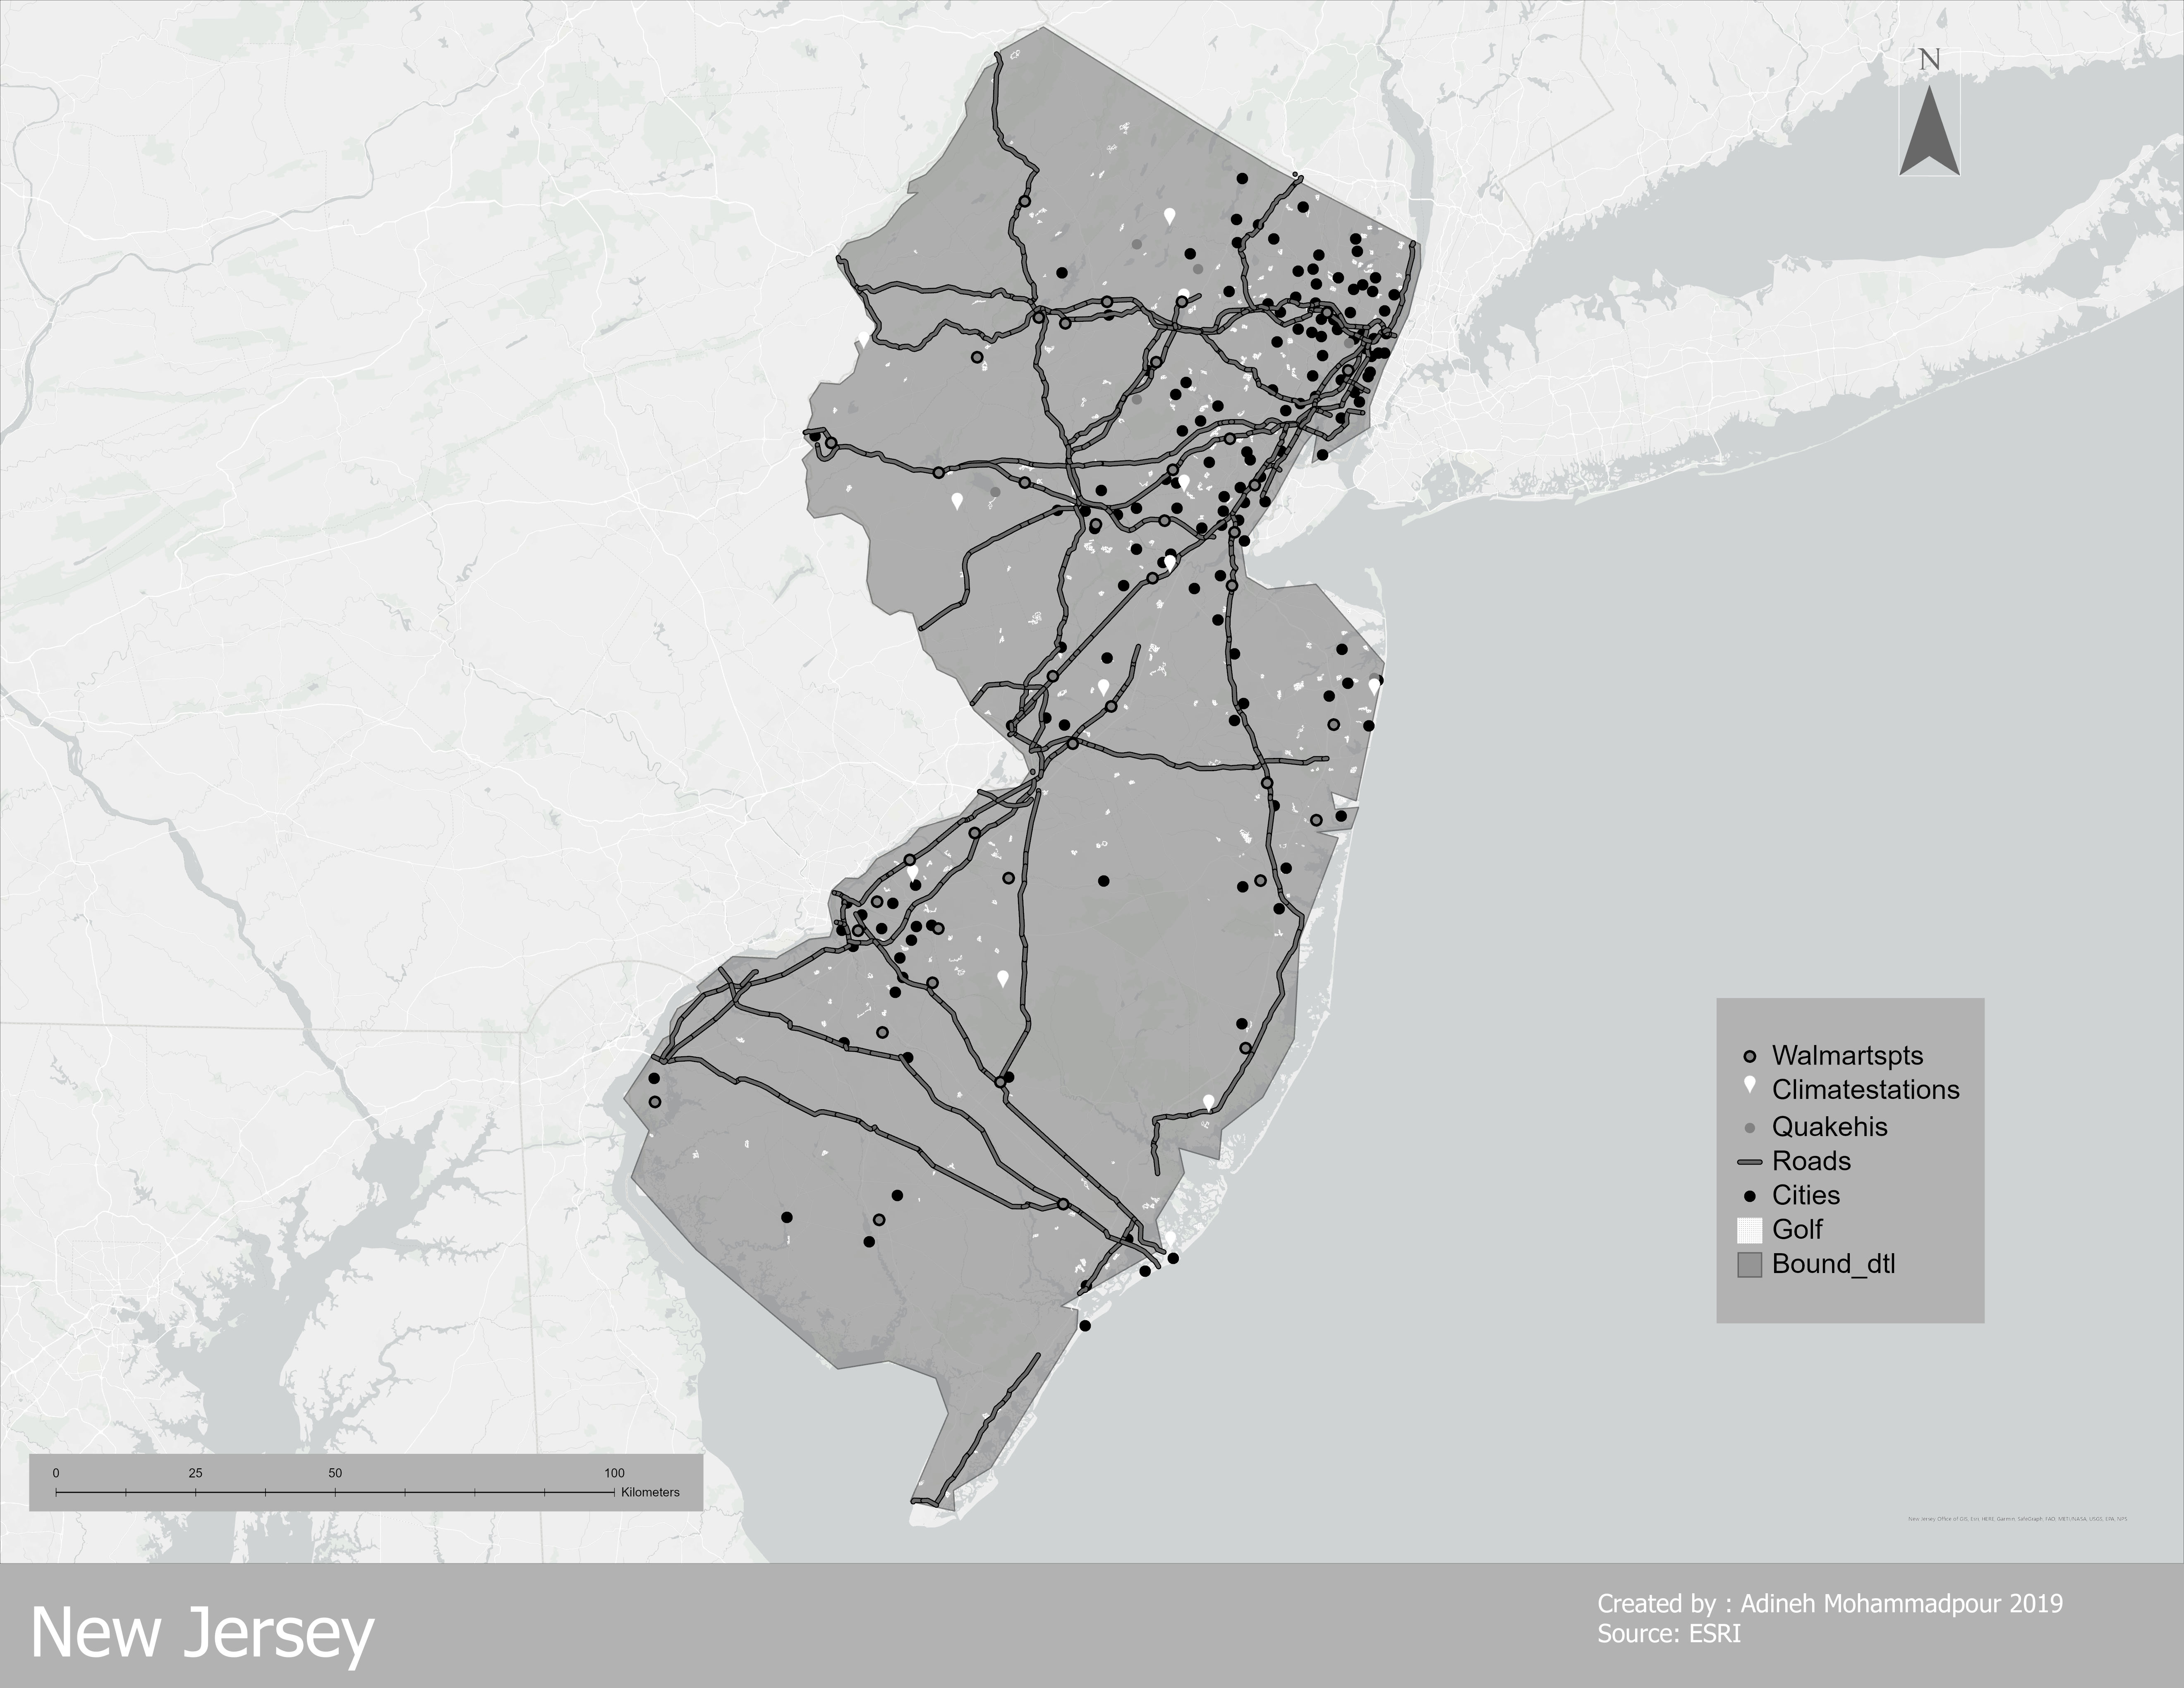 N
Walmartspts
Climatestations
Quakehis
Roads
Cities
Golf
Bound_dtl
0 25 50 100
Kilometers
New Jersey Office of GIS, Esri, HERE, Garmin, SafeGraph, FAO, METI/NASA, USGS, EPA, NPS
New Jersey
Created by : Adineh Mohammadpour 2019
Source: ESRI